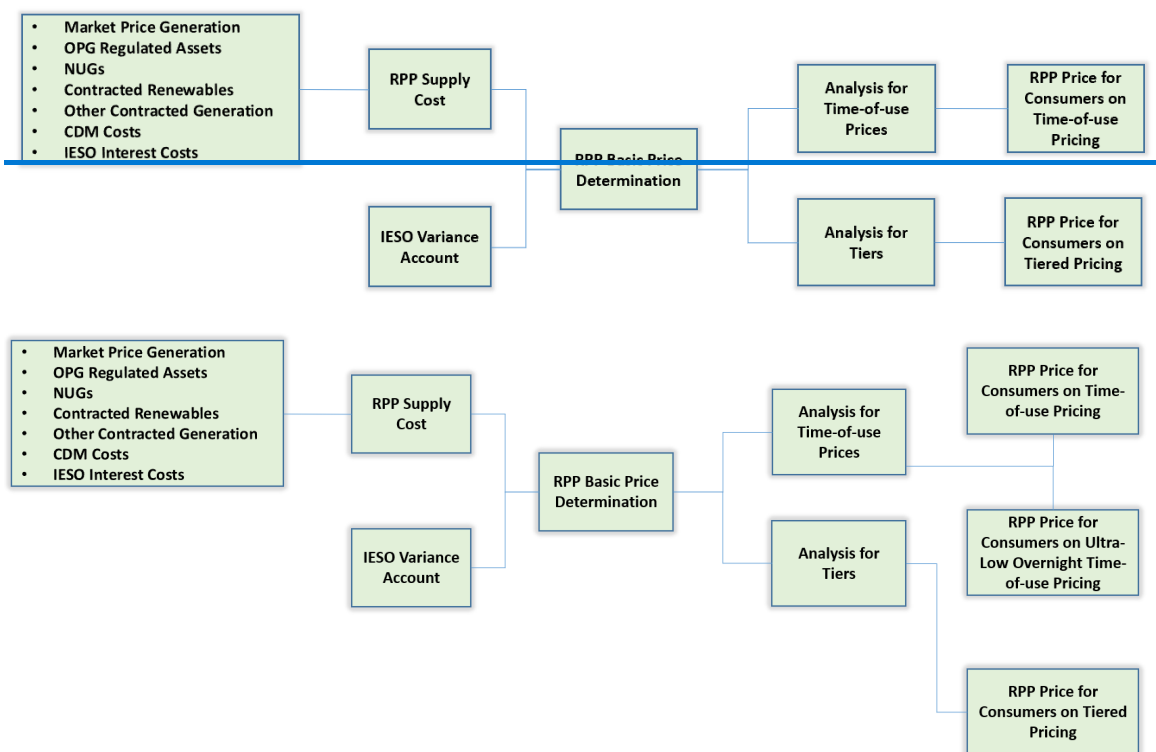 • Market Price Generation
• OPG Regulated Assets
• NUGs
• Contracted Renewables
• Other Contracted Generation
• CDM Costs
• IESO Interest Costs
RPP Supply
Cost
IESO Variance
Account
RPP Basic Price
Determination
Analysis for
Time-of-use
Prices
RPP Price for
Consumers on
Time-of-use
Pricing
Analysis for
Tiers
RPP Price for
Consumers on
Tiered Pricing
• Market Price Generation
• OPG Regulated Assets
• NUGs
• Contracted Renewables
• Other Contracted Generation
• CDM Costs
• IESO Interest Costs
RPP Supply
Cost
IESO Variance
Account
RPP Basic Price
Determination
Analysis for
Time-of-use
Prices
Analysis for
Tiers
RPP Price for
Consumers on Time-
of-use Pricing
RPP Price for
Consumers on Ultra-
Low Overnight Time-
of-use Pricing
RPP Price for
Consumers on Tiered
Pricing